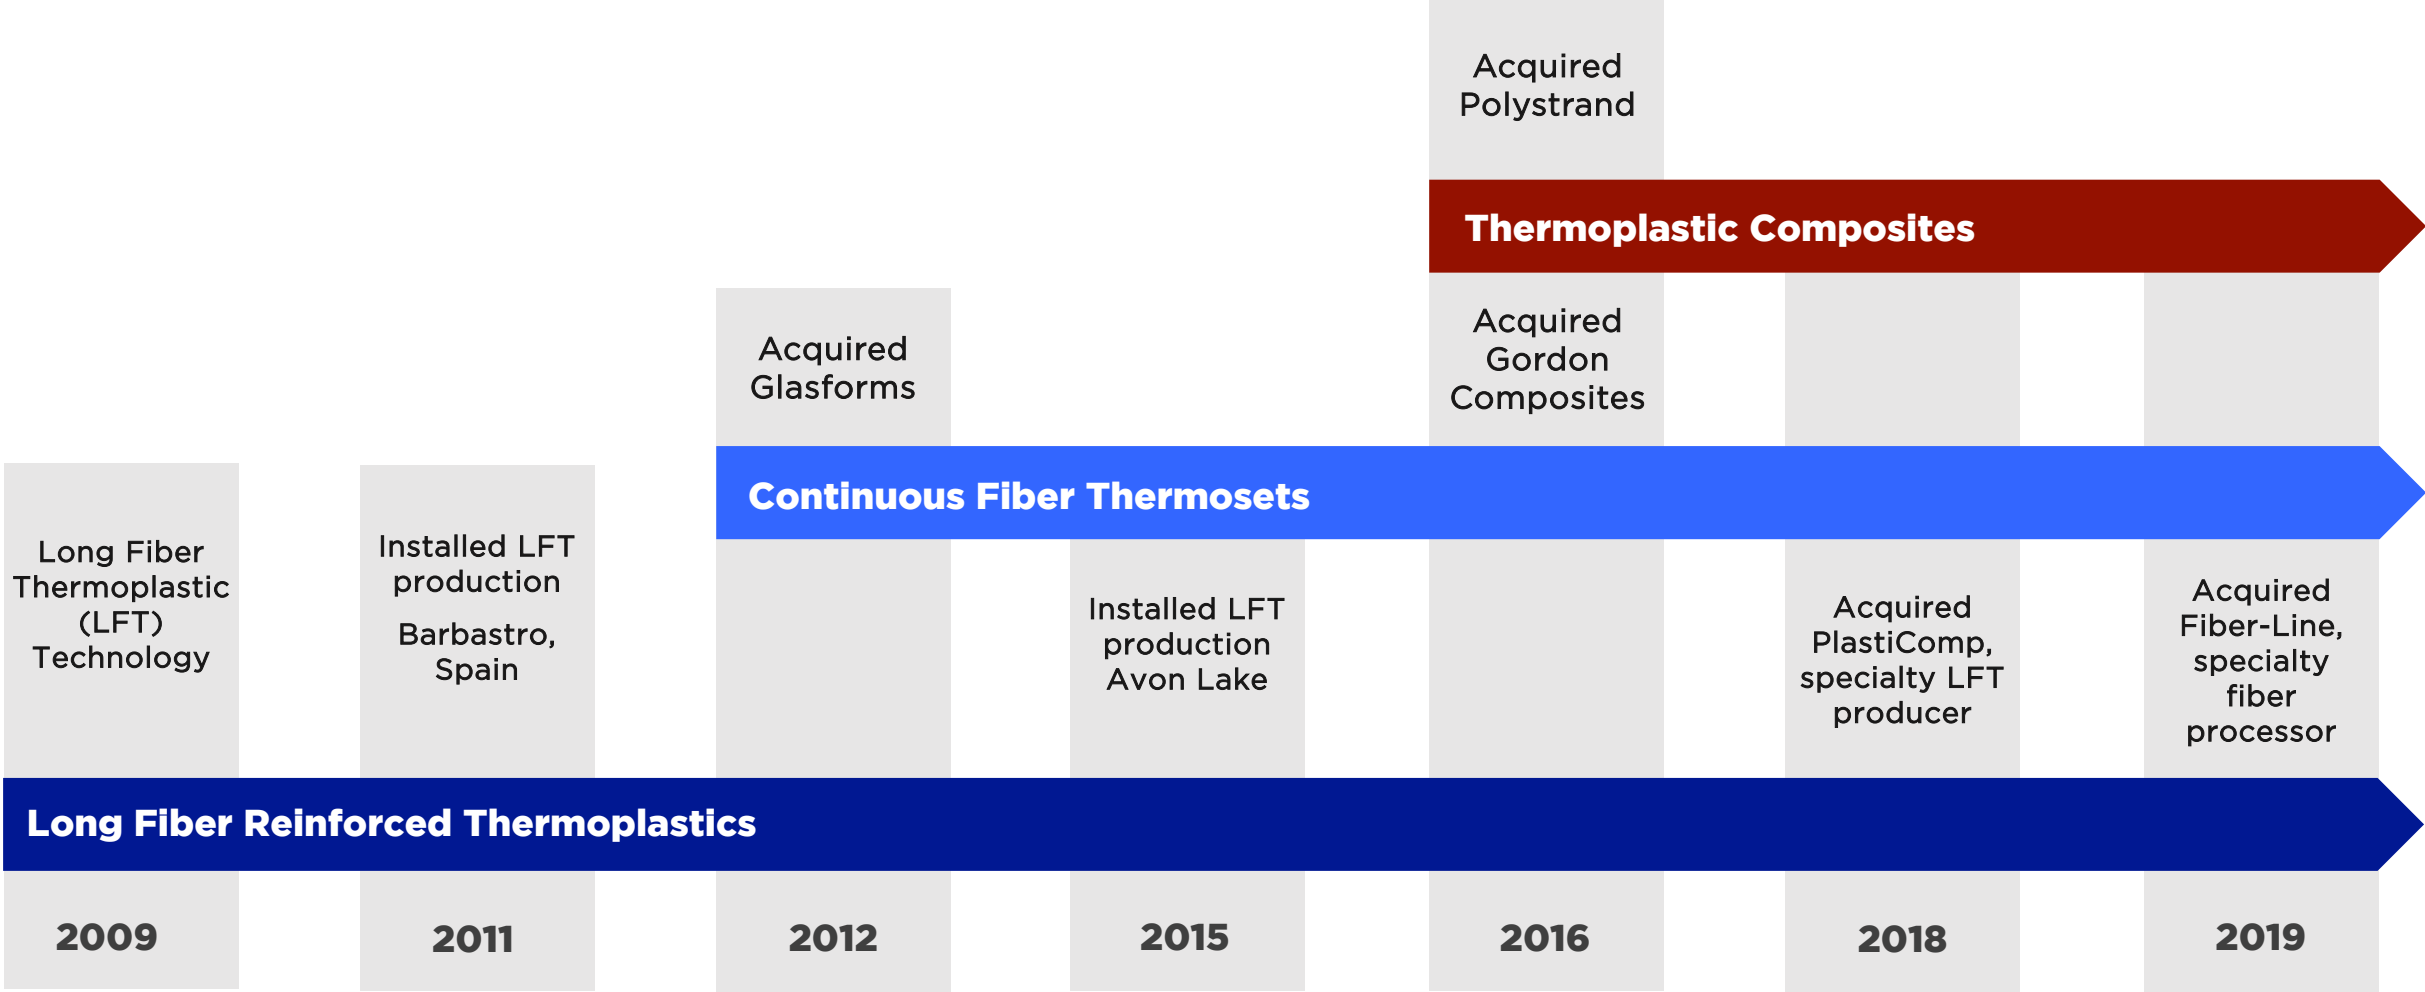 Acquired
Polystrand
Thermoplastic Composites
Acquired
Glasforms
Acquired
Gordon
Composites
Continuous Fiber Thermosets
Long Fiber
Thermoplastic
(LFT)
Technology
Installed LFT
production
Barbastro,
Spain
Installed LFT
production
Avon Lake
Acquired
PlastiComp,
specialty LFT
producer
Acquired
Fiber-Line,
specialty
fiber
processor
Long Fiber Reinforced Thermoplastics
2009
2011
2012
2015
2016
2018
2019